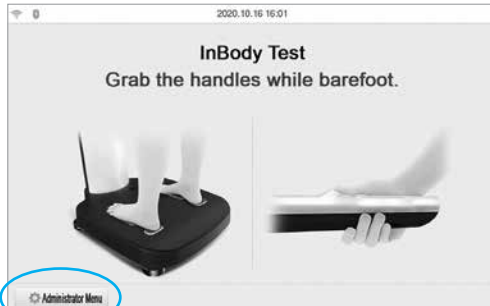 2020.10.16 16:01
InBody Test
Grab the handles while barefoot.
Administrator Menu